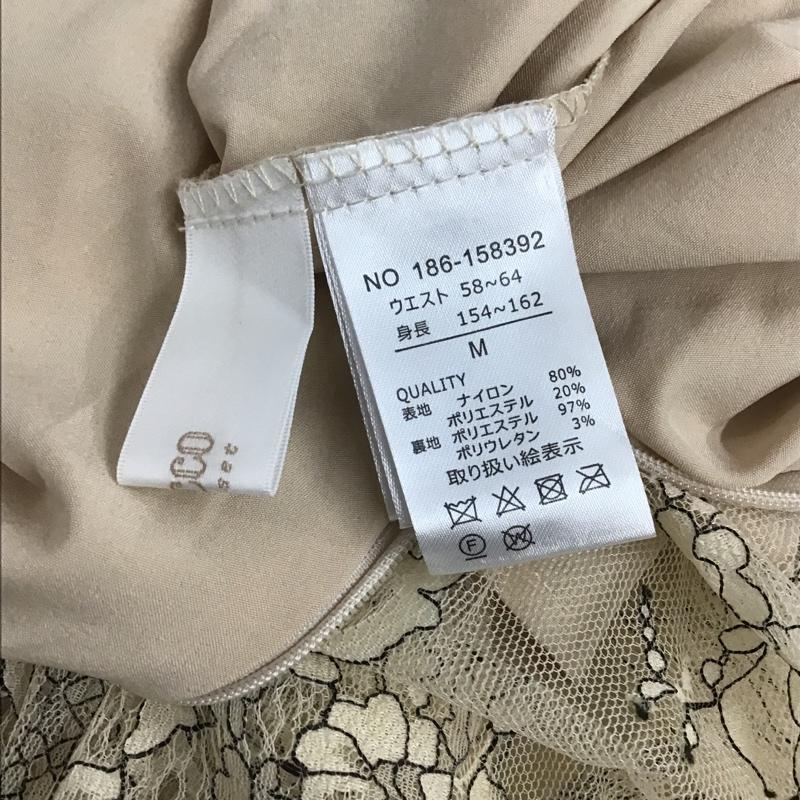 NO 186-158392
ウエスト 58~64
身長 154~162
M
QUALITY
表地 ナイロン 80%
ポリエステル 20%
裏地 ポリエステル 97%
ポリウレタン 3%
取り扱い絵表示
F W